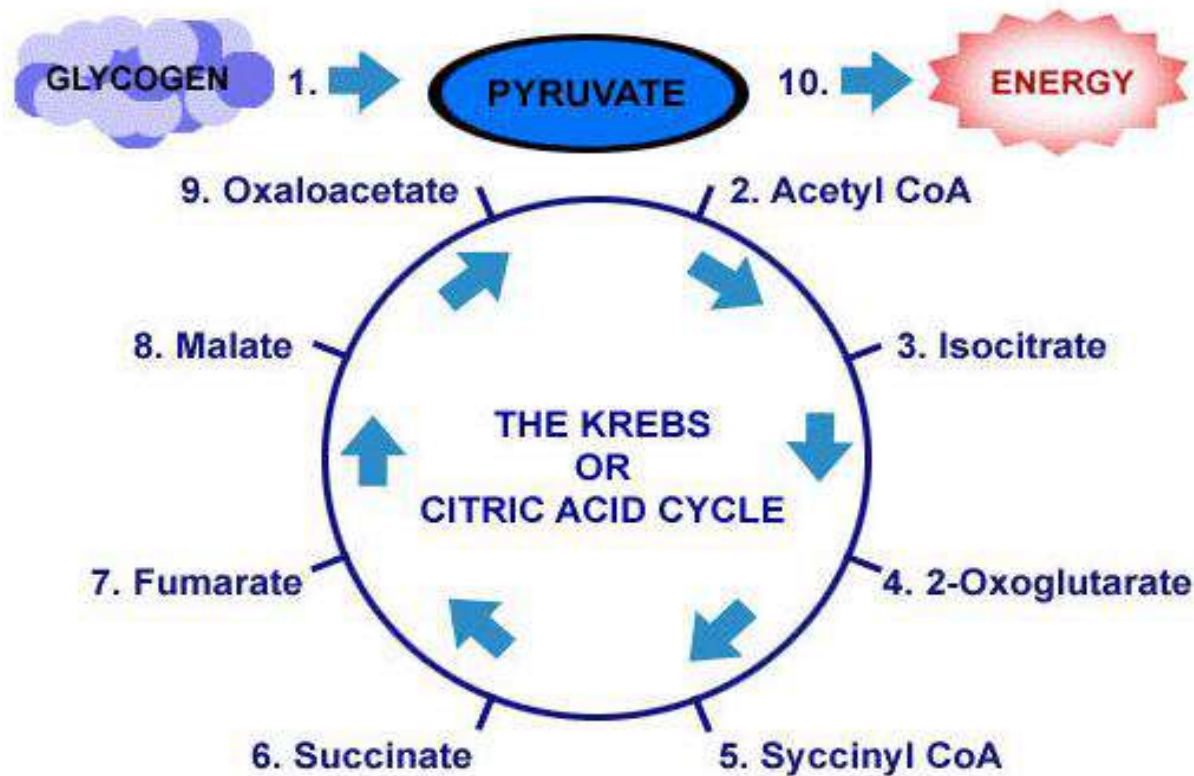 GLYCOGEN 1. PYRUVATE 10. ENERGY
9. Oxaloacetate 2. Acetyl CoA
8. Malate 3. Isocitrate
THE KREBS
OR
CITRIC ACID CYCLE
7. Fumarate 4. 2-Oxoglutarate
6. Succinate 5. Syccinyl CoA